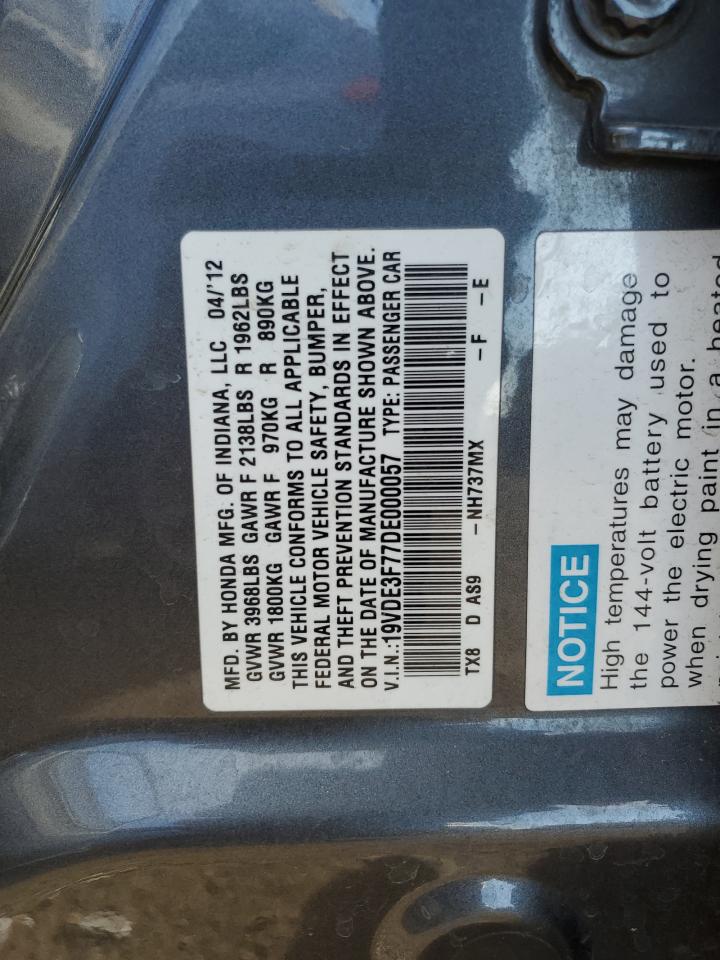 MFD. BY HONDA MFG. OF INDIANA, LLC 04/'12
GVWR 3968LBS GAWR F 2138LBS R 1962LBS
GVWR 1800KG GAWR F 970KG R 890KG
THIS VEHICLE CONFORMS TO ALL APPLICABLE
FEDERAL MOTOR VEHICLE SAFETY, BUMPER,
AND THEFT PREVENTION STANDARDS IN EFFECT
ON THE DATE OF MANUFACTURE SHOWN ABOVE.
V.I.N.:19VDE3F77DE000057 TYPE: PASSENGER CAR
TX8 D AS9 -NH737MX -F -E
NOTICE
High temperatures may damage
the 144-volt battery used to
power the electric motor.
when drying paint in a heated